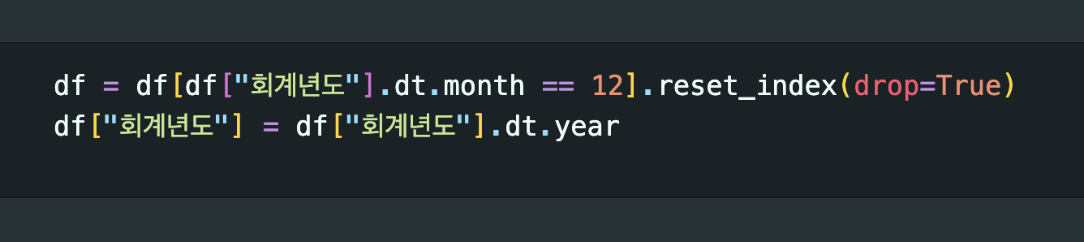 df = df[df["회계년도"].dt.month == 12].reset_index(drop=True)
df["회계년도"] = df["회계년도"].dt.year